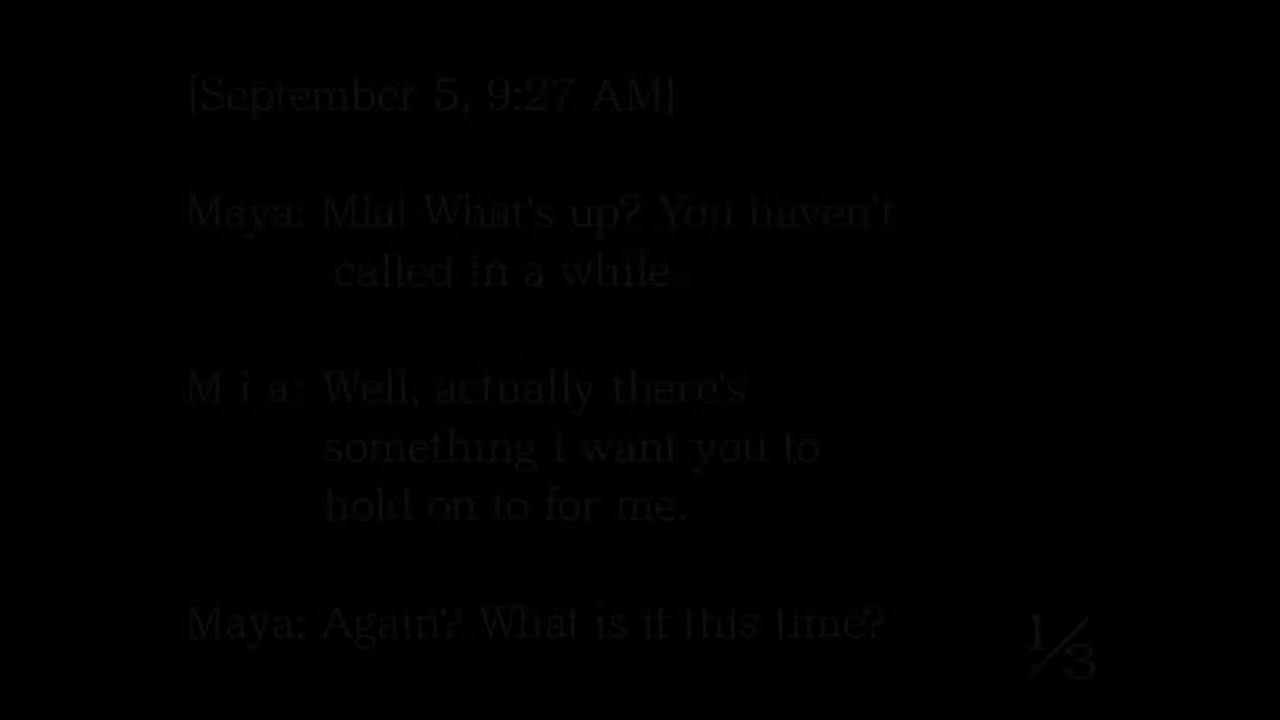 [September 5, 9:27 AM]
Maya: Mia! What's up? You haven't
called in a while.
M i a: Well, actually there's
something I want you to
hold on to for me.
Maya: Again? What is it this time?
1/3